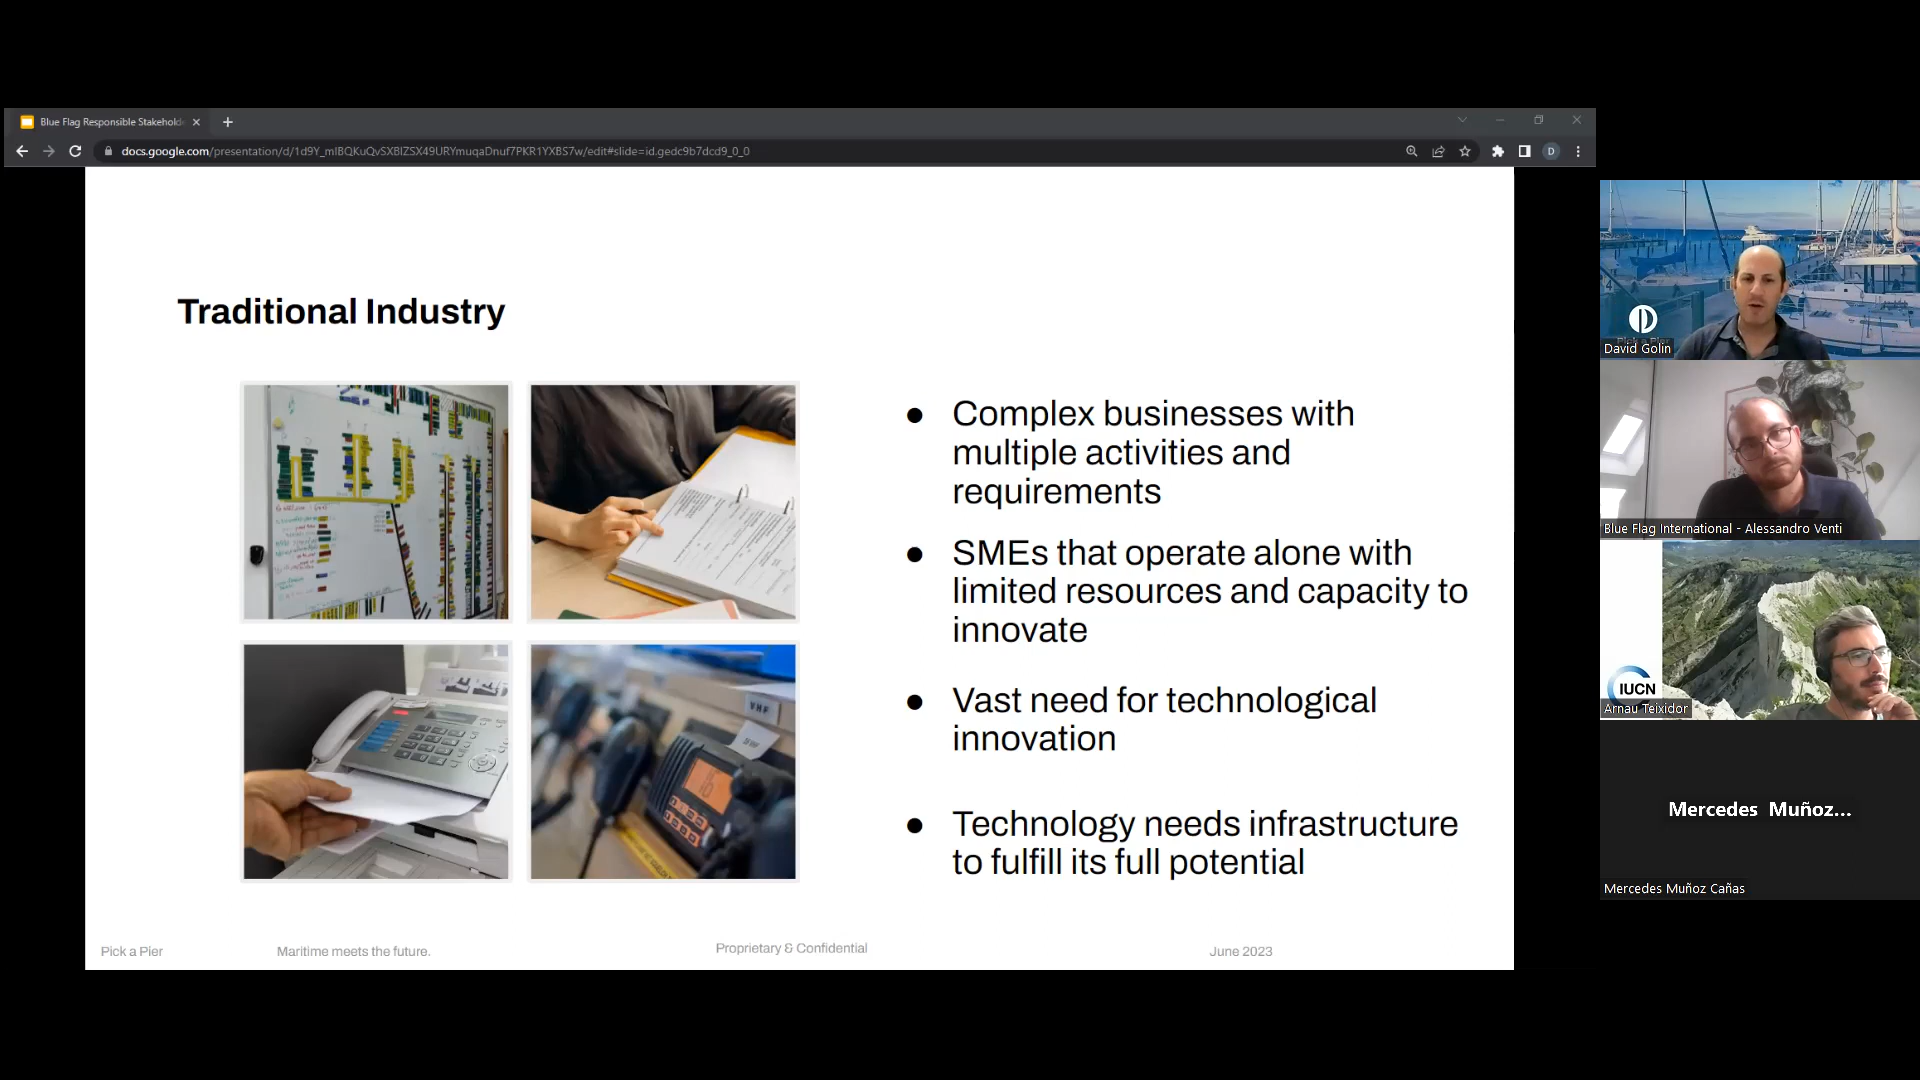 Blue Flag Responsible Stakehold
docs.google.com/presentation/d/1d9Y_mIBQKuQvSXBIZSX49URYmuqaDnuf7PKR1YXBS7w/edit#slide=id.gedc9b7dcd9_0_0
D
Traditional Industry
VHF
16
Complex businesses with
multiple activities and
requirements
SMEs that operate alone with
limited resources and capacity to
innovate
Vast need for technological
innovation
Technology needs infrastructure
to fulfill its full potential
Pick a Pier
Maritime meets the future.
Proprietary & Confidential
June 2023
David Golin
Blue Flag International - Alessandro Venti
IUCN
Arnau Teixidor
Mercedes Muñoz...
Mercedes Muñoz Cañas